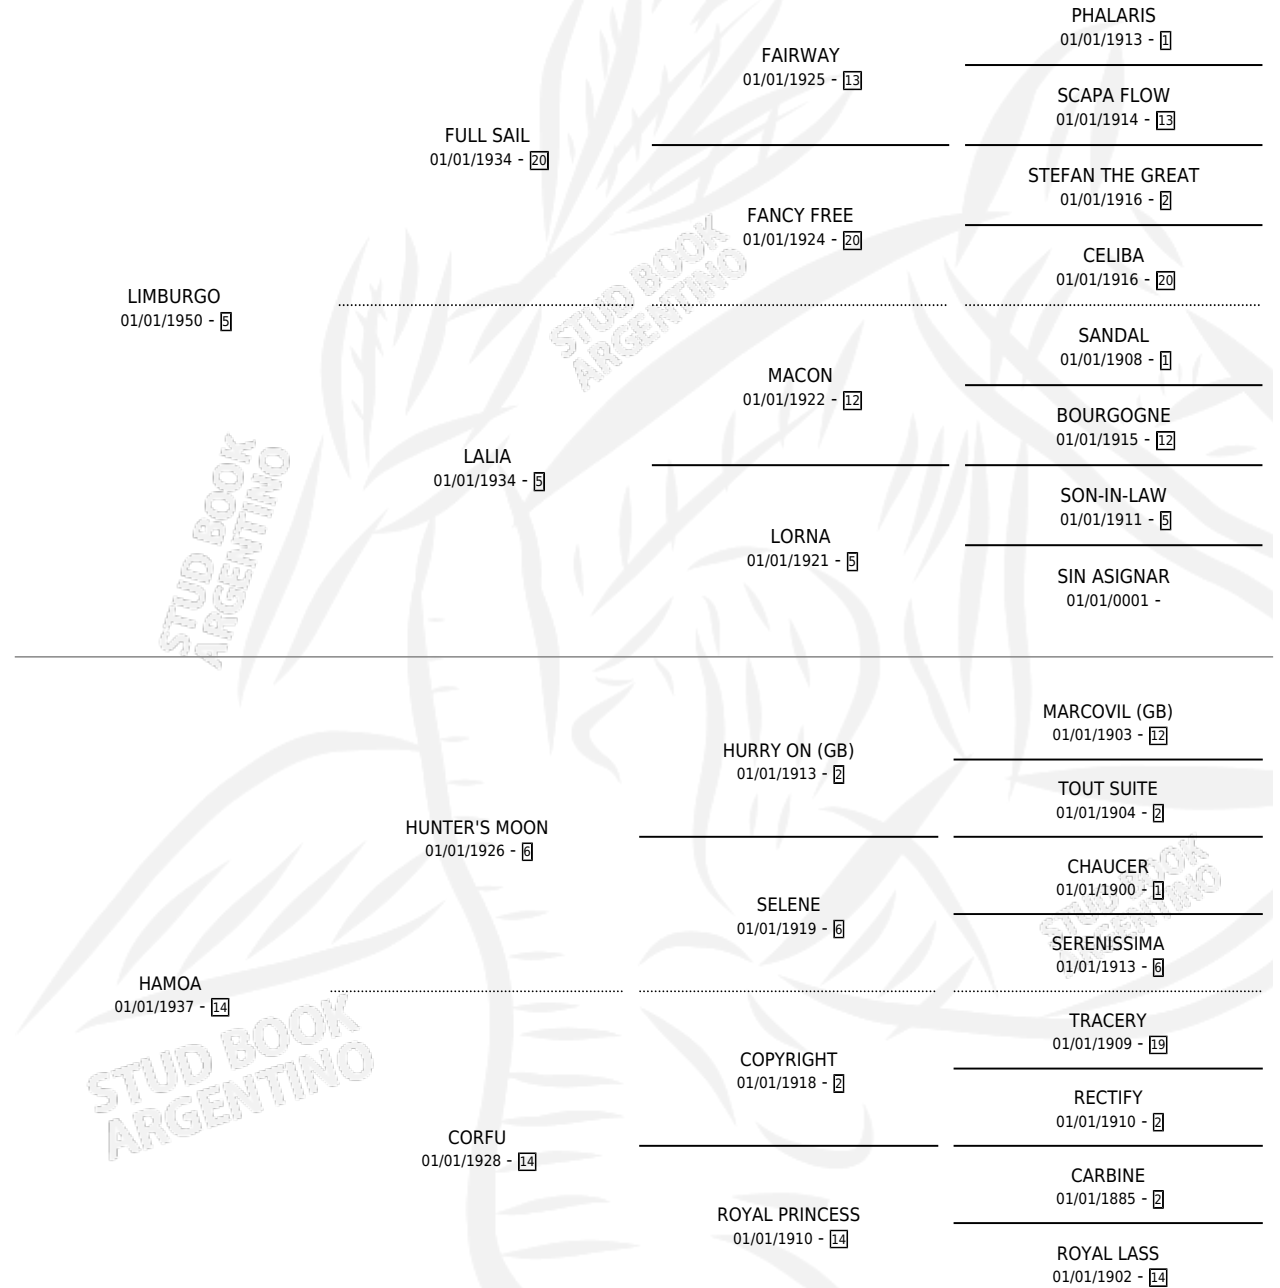 PHALARIS
01/01/1913 - 1
FAIRWAY
01/01/1925 - 13
SCAPA FLOW
01/01/1914 - 13
FULL SAIL
01/01/1934 - 20
STEFAN THE GREAT
01/01/1916 - 2
FANCY FREE
01/01/1924 - 20
CELIBA
01/01/1916 - 20
LIMBURGO
01/01/1950 - 5
SANDAL
01/01/1908 - 1
MACON
01/01/1922 - 12
BOURGOGNE
01/01/1915 - 12
LALIA
01/01/1934 - 5
SON-IN-LAW
01/01/1911 - 5
LORNA
01/01/1921 - 5
SIN ASIGNAR
01/01/0001 -
STUD BOOK
ARGENTINO
STUD BOOK
ARGENTINO
MARCOVIL (GB)
01/01/1903 - 12
HURRY ON (GB)
01/01/1913 - 2
TOUT SUITE
01/01/1904 - 2
HUNTER'S MOON
01/01/1926 - 6
CHAUCER
01/01/1900 - 1
SELENE
01/01/1919 - 6
SERENISSIMA
01/01/1913 - 6
HAMOA
01/01/1937 - 14
TRACERY
01/01/1909 - 19
COPYRIGHT
01/01/1918 - 2
RECTIFY
01/01/1910 - 2
CORFU
01/01/1928 - 14
CARBINE
01/01/1885 - 2
ROYAL PRINCESS
01/01/1910 - 14
ROYAL LASS
01/01/1902 - 14
STUD BOOK
ARGENTINO
STUD BOOK
ARGENTINO